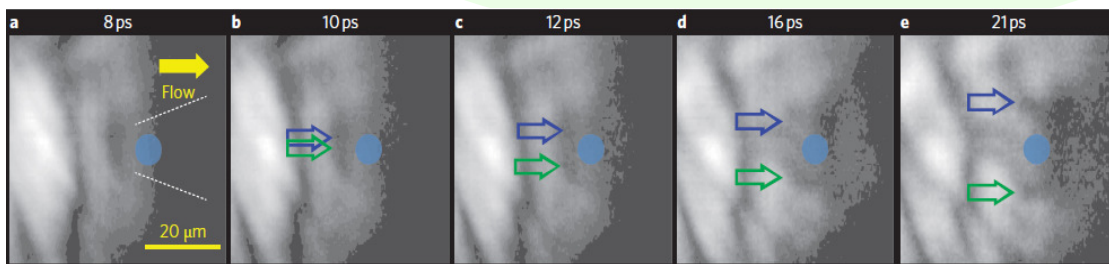 a 8 ps
b 10 ps
c 12 ps
d 16 ps
e 21 ps
Flow
20 μm